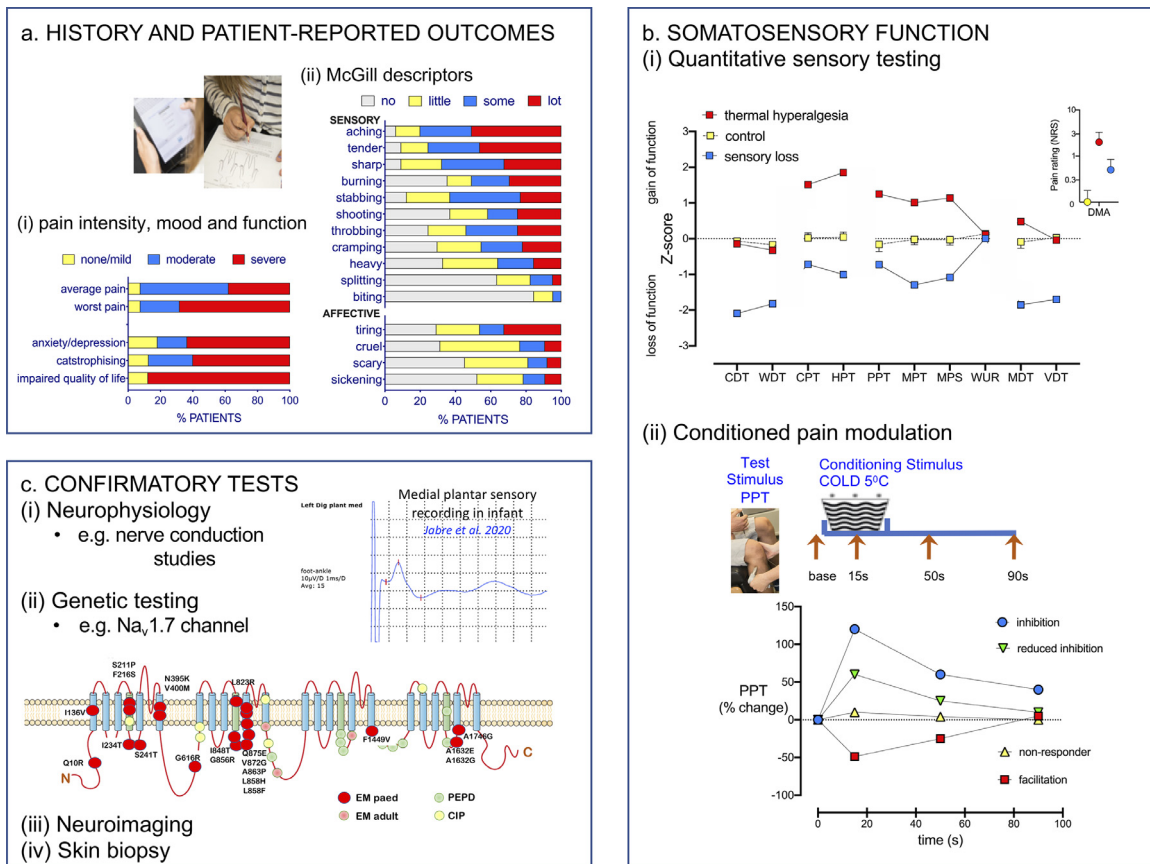 a. HISTORY AND PATIENT-REPORTED OUTCOMES
(ii) McGill descriptors
no little some lot
SENSORY
aching
tender
sharp
burning
stabbing
shooting
throbbing
cramping
heavy
splitting
biting
AFFECTIVE
tiring
cruel
scary
sickening
0 20 40 60 80 100
% PATIENTS
(i) pain intensity, mood and function
none/mild moderate severe
average pain
worst pain
anxiety/depression
catstrophising
impaired quality of life
0 20 40 60 80 100
% PATIENTS
b. SOMATOSENSORY FUNCTION
(i) Quantitative sensory testing
thermal hyperalgesia
control
sensory loss
gain of function
loss of function
Z-score
3
2
1
0
-1
-2
-3
CDT WDT CPT HPT PPT MPT MPS WUR MDT VDT
Pain rating (NRS)
10
3
1
0.3
0
DMA
(ii) Conditioned pain modulation
Test
Stimulus
PPT
Conditioning Stimulus
COLD 5⁰C
base 15s 50s 90s
150
100
50
0
-50
-100
PPT
(% change)
inhibition
reduced inhibition
non-responder
facilitation
0 20 40 60 80 100
time (s)
c. CONFIRMATORY TESTS
(i) Neurophysiology
• e.g. nerve conduction
studies
(ii) Genetic testing
• e.g. Naᵥ1.7 channel
Left Dig plant med
Medial plantar sensory
recording in infant
Jabre et al. 2020
foot-ankle
10µV/D 1ms/D
Avg: 15
S211P
F216S
N395K
V400M
L823R
I136V
I234T
S241T
Q10R
G616R
I848T
G856R
Q875E
V872G
A863P
L858H
L858F
F1449V
A1746G
A1632E
A1632G
N
C
EM paed
EM adult
PEPD
CIP
(iii) Neuroimaging
(iv) Skin biopsy